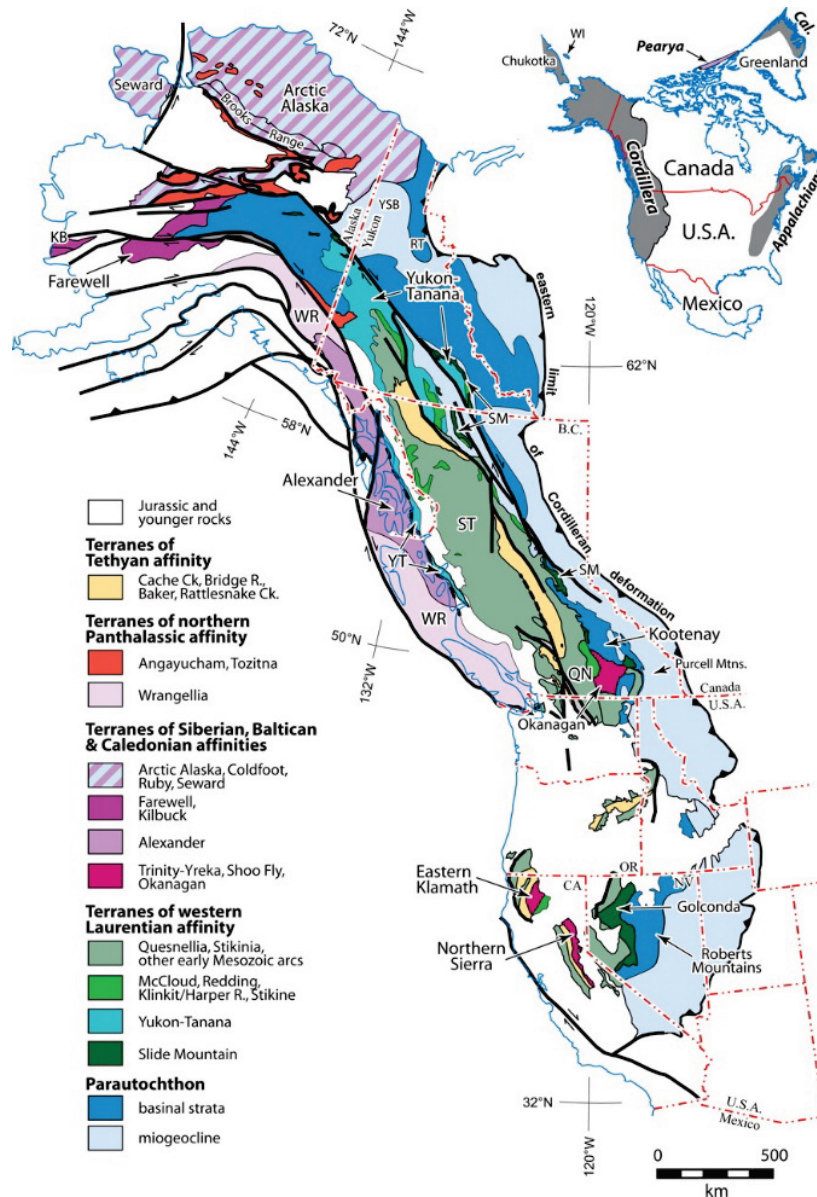 72°N
144°W
Seward
Arctic
Alaska
Brooks
Range
KB
Farewell
WR
Alaska
Yukon
YSB
RT
Yukon-
Tanana
eastern
limit
of
Cordilleran
deformation
120°W
62°N
SM
B.C.
144°W
58°N
Alexander
ST
YT
WR
SM
Kootenay
50°N
132°W
QN
Purcell Mtns.
Canada
U.S.A.
Okanagan
Eastern
Klamath
OR
CA
NV
Golconda
Northern
Sierra
Roberts
Mountains
32°N
120°W
U.S.A.
Mexico
0 500
km
WI
Chukotka
Pearya
Cal.
Greenland
Cordillera
Canada
U.S.A.
Appalachian
Mexico
Jurassic and
younger rocks
Terranes of
Tethyan affinity
Cache Ck, Bridge R.,
Baker, Rattlesnake Ck.
Terranes of northern
Panthalassic affinity
Angayucham, Tozitna
Wrangellia
Terranes of Siberian, Baltican
& Caledonian affinities
Arctic Alaska, Coldfoot,
Ruby, Seward
Farewell,
Kilbuck
Alexander
Trinity-Yreka, Shoo Fly,
Okanagan
Terranes of western
Laurentian affinity
Quesnellia, Stikinia,
other early Mesozoic arcs
McCloud, Redding,
Klinkit/Harper R., Stikine
Yukon-Tanana
Slide Mountain
Parautochthon
basinal strata
miogeocline